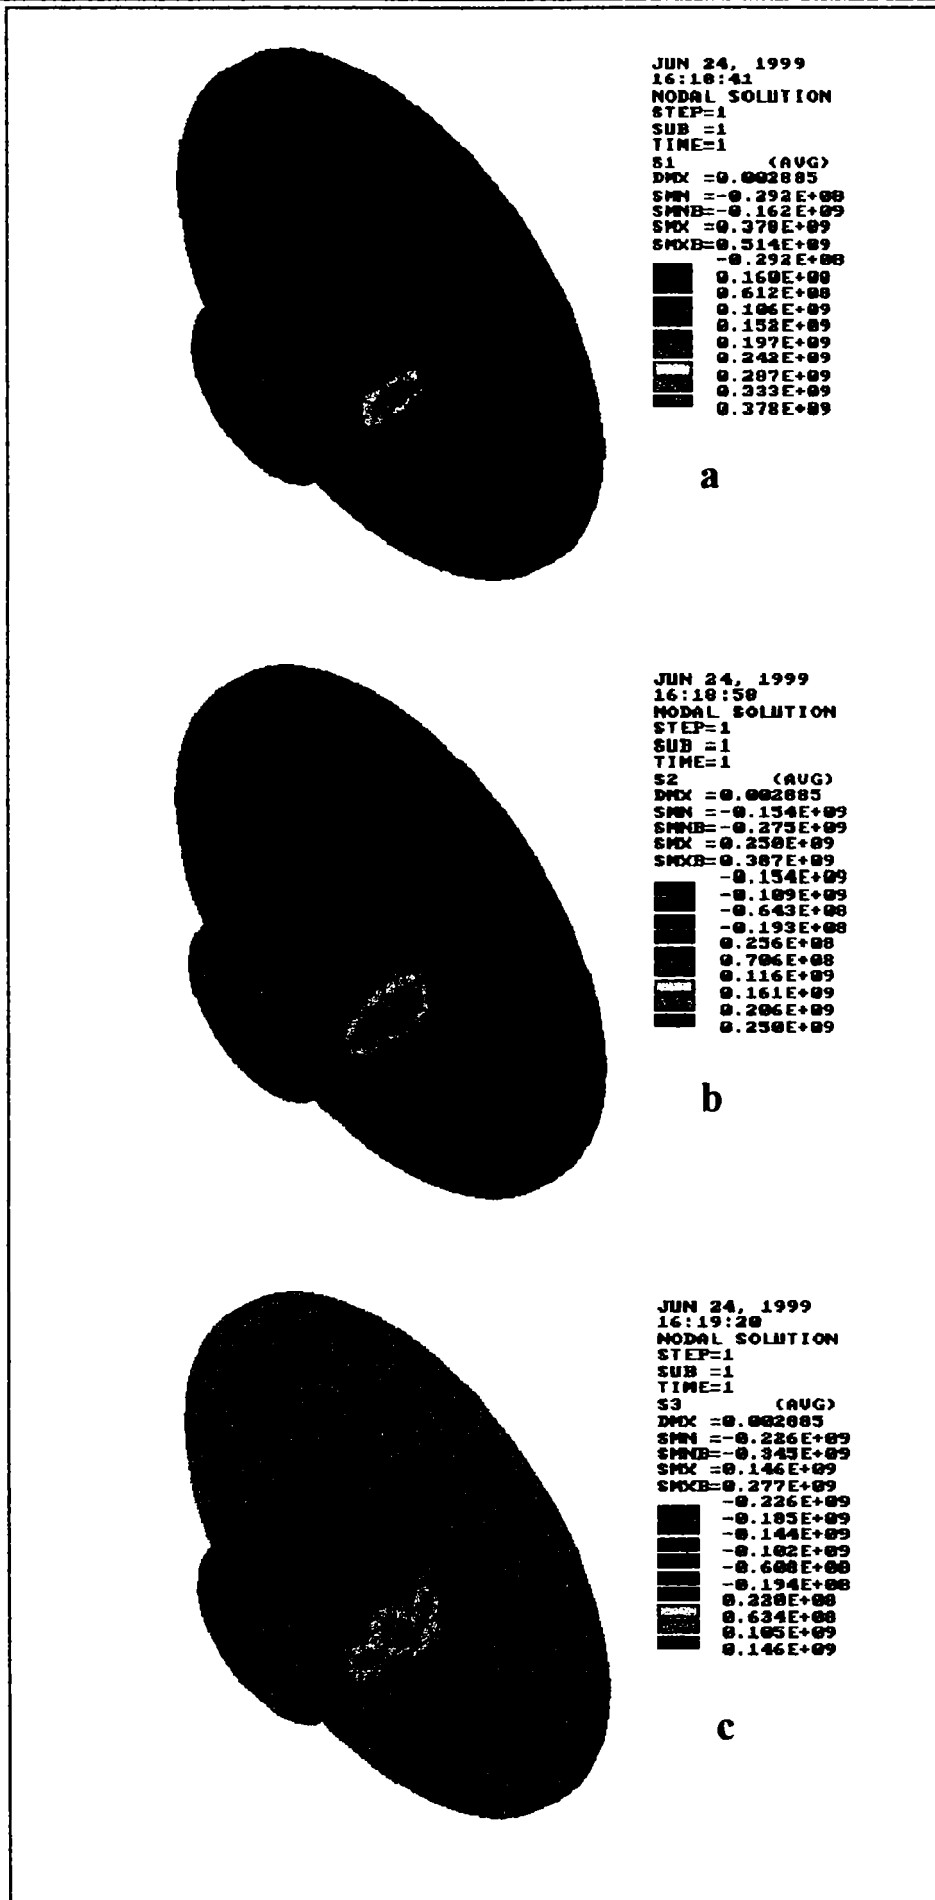 JUN 24, 1999
16:18:41
NODAL SOLUTION
STEP=1
SUB =1
TIME=1
S1 (AVG)
DMX =0.002885
SMN =-0.292E+08
SMNB=-0.162E+09
SMX =0.378E+09
SMXB=0.514E+09
-0.292E+08
0.160E+08
0.612E+08
0.106E+09
0.152E+09
0.197E+09
0.242E+09
0.287E+09
0.333E+09
0.378E+09
a
JUN 24, 1999
16:18:58
NODAL SOLUTION
STEP=1
SUB =1
TIME=1
S2 (AVG)
DMX =0.002885
SMN =-0.154E+09
SMNB=-0.275E+09
SMX =0.250E+09
SMXB=0.387E+09
-0.154E+09
-0.109E+09
-0.643E+08
-0.193E+08
0.256E+08
0.706E+08
0.116E+09
0.161E+09
0.206E+09
0.250E+09
b
JUN 24, 1999
16:19:20
NODAL SOLUTION
STEP=1
SUB =1
TIME=1
S3 (AVG)
DMX =0.002885
SMN =-0.226E+09
SMNB=-0.345E+09
SMX =0.146E+09
SMXB=0.277E+09
-0.226E+09
-0.185E+09
-0.144E+09
-0.102E+09
-0.608E+08
-0.194E+08
0.220E+08
0.634E+08
0.105E+09
0.146E+09
c